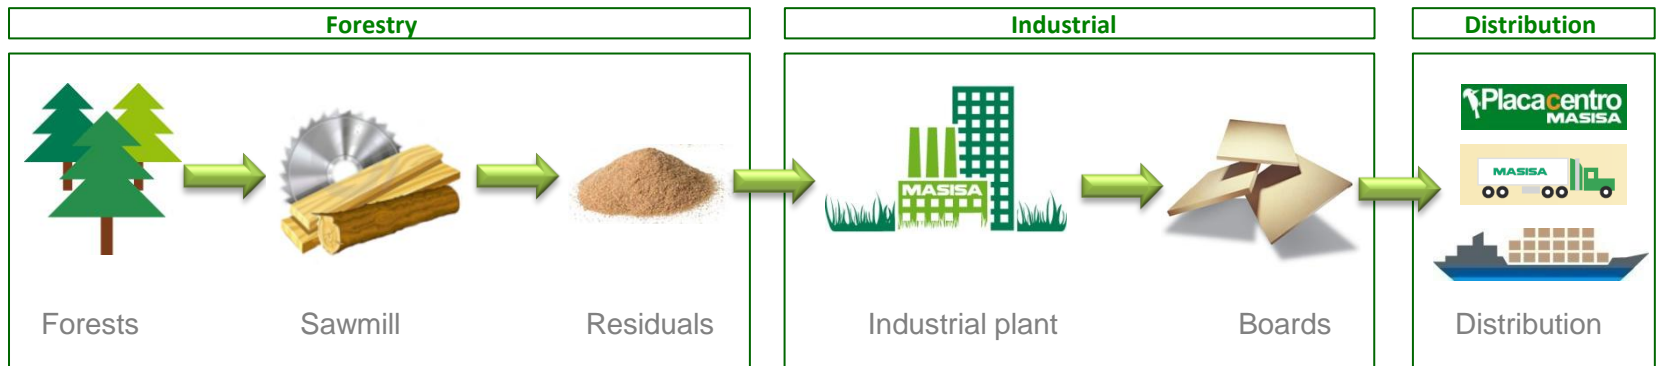 Forestry
Industrial
Distribution
Placacentro
MASISA
MASISA
MASISA
Forests
Sawmill
Residuals
Industrial plant
Boards
Distribution